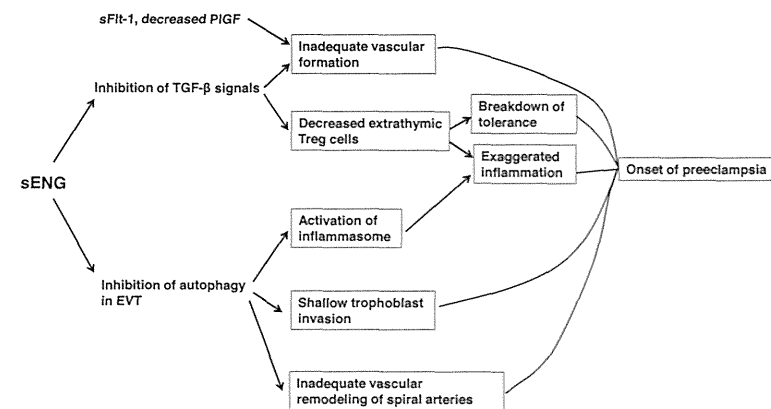 sFlt-1, decreased PlGF
Inadequate vascular
formation
Inhibition of TGF-β signals
Decreased extrathymic
Treg cells
Breakdown of
tolerance
Exaggerated
inflammation
Onset of preeclampsia
sENG
Activation of
inflammasome
Inhibition of autophagy
in EVT
Shallow trophoblast
invasion
Inadequate vascular
remodeling of spiral arteries